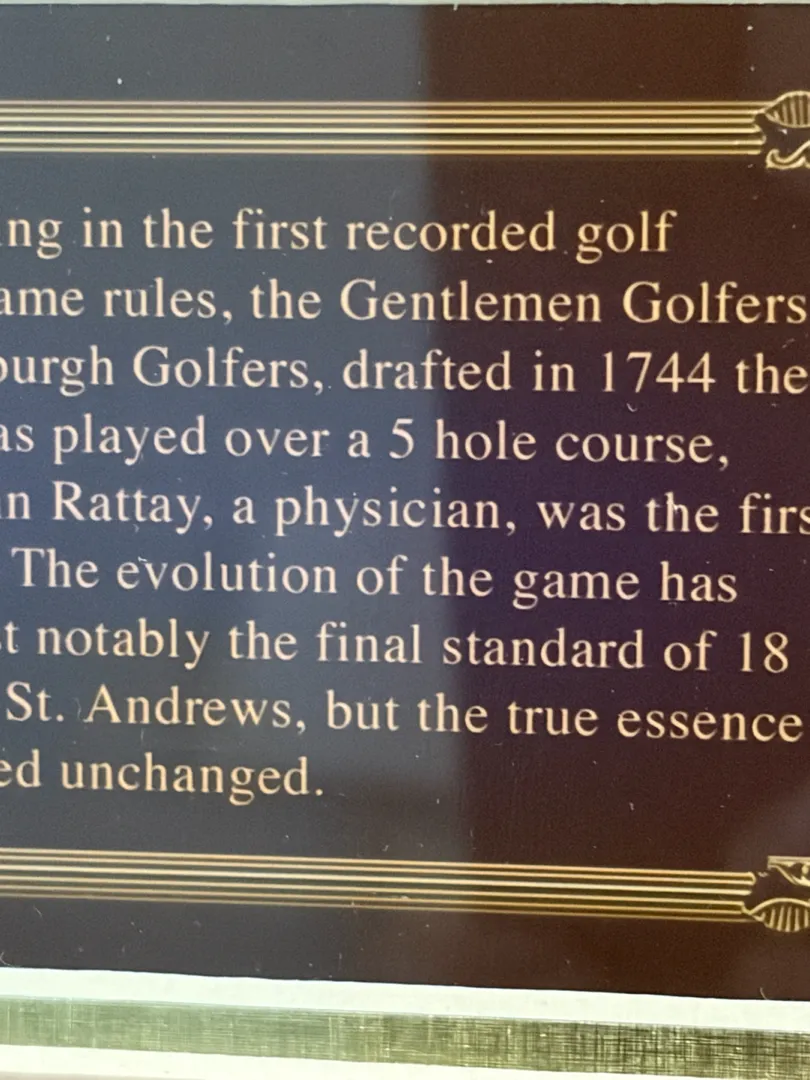 ng in the first recorded golf
ame rules, the Gentlemen Golfers
burgh Golfers, drafted in 1744 the
as played over a 5 hole course,
n Rattay, a physician, was the firs
The evolution of the game has
t notably the final standard of 18
St. Andrews, but the true essence
ed unchanged.